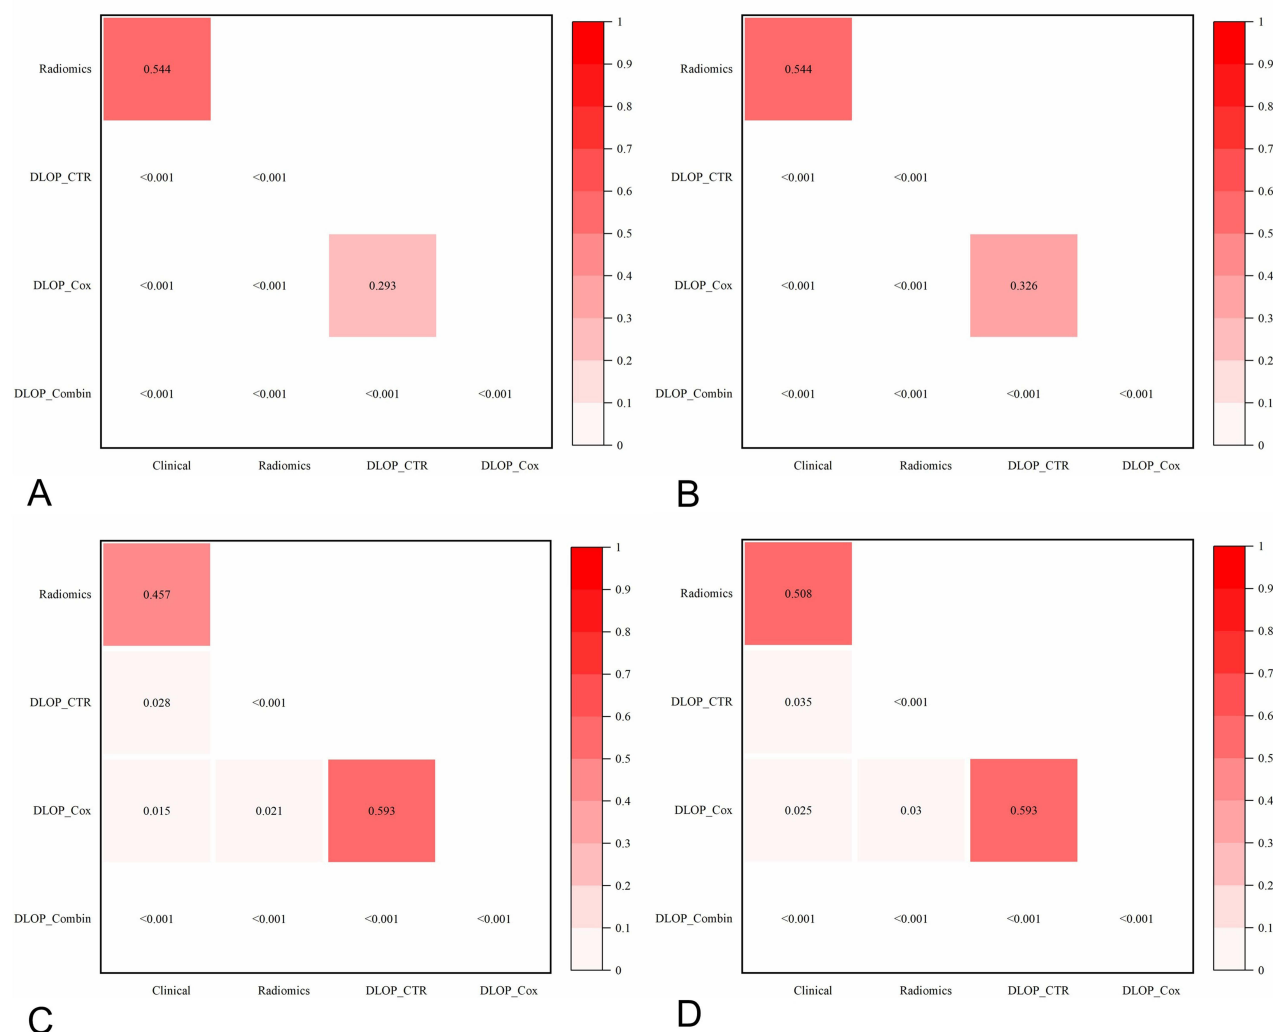 1
0.9
0.8
0.7
0.6
0.5
0.4
0.3
0.2
0.1
0
Radiomics 0.544
DLOP_CTR <0.001 <0.001
DLOP_Cox <0.001 <0.001 0.293
DLOP_Combin <0.001 <0.001 <0.001 <0.001
Clinical Radiomics DLOP_CTR DLOP_Cox
A
1
0.9
0.8
0.7
0.6
0.5
0.4
0.3
0.2
0.1
0
Radiomics 0.544
DLOP_CTR <0.001 <0.001
DLOP_Cox <0.001 <0.001 0.326
DLOP_Combin <0.001 <0.001 <0.001 <0.001
Clinical Radiomics DLOP_CTR DLOP_Cox
B
1
0.9
0.8
0.7
0.6
0.5
0.4
0.3
0.2
0.1
0
Radiomics 0.457
DLOP_CTR 0.028 <0.001
DLOP_Cox 0.015 0.021 0.593
DLOP_Combin <0.001 <0.001 <0.001 <0.001
Clinical Radiomics DLOP_CTR DLOP_Cox
C
1
0.9
0.8
0.7
0.6
0.5
0.4
0.3
0.2
0.1
0
Radiomics 0.508
DLOP_CTR 0.035 <0.001
DLOP_Cox 0.025 0.03 0.593
DLOP_Combin <0.001 <0.001 <0.001 <0.001
Clinical Radiomics DLOP_CTR DLOP_Cox
D